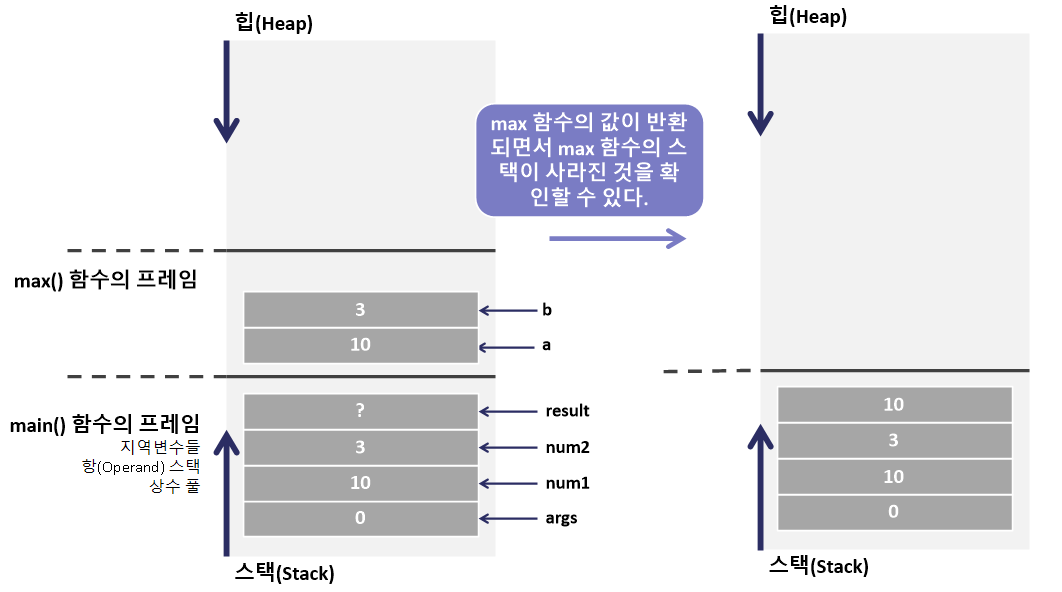 힙(Heap)
max() 함수의 프레임
3
b
10
a
main() 함수의 프레임
지역변수들
항(Operand) 스택
상수 풀
?
result
3
num2
10
num1
0
args
스택(Stack)
max 함수의 값이 반환
되면서 max 함수의 스
택이 사라진 것을 확
인할 수 있다.
힙(Heap)
10
3
10
0
스택(Stack)